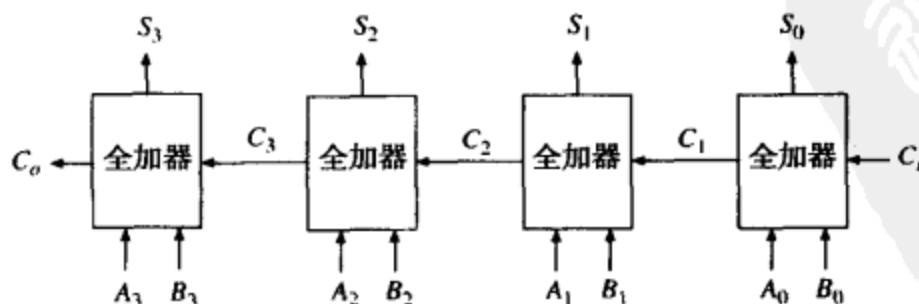 S₃ S₂ S₁ S₀
Cₒ 全加器 C₃ 全加器 C₂ 全加器 C₁ 全加器
A₃ B₃ A₂ B₂ A₁ B₁ A₀ B₀